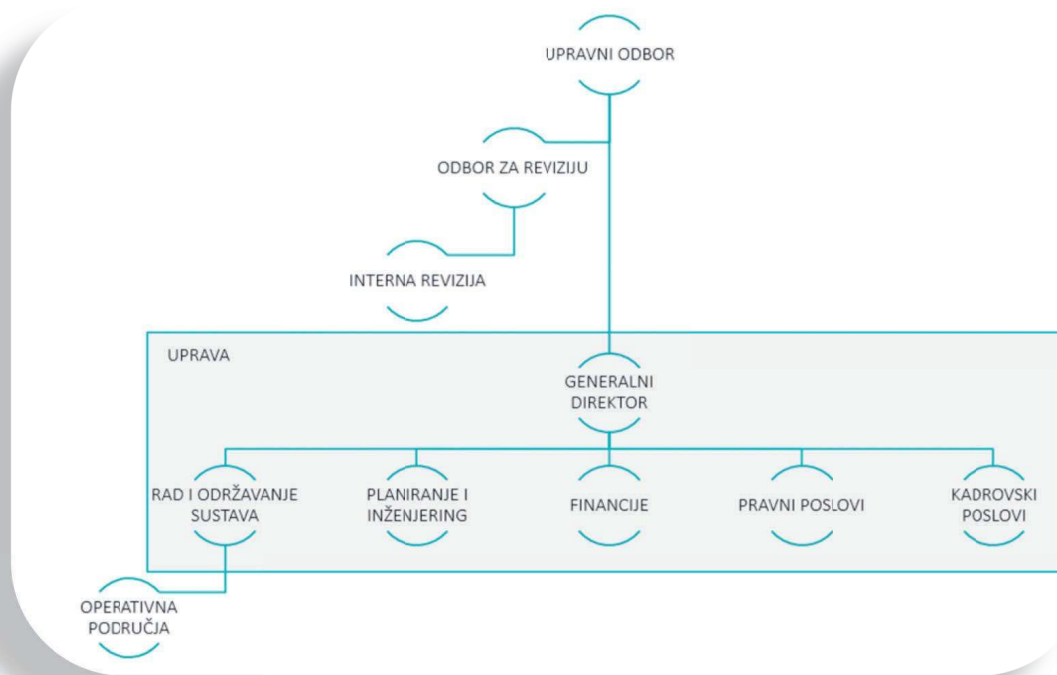 UPRAVNI ODBOR
ODBOR ZA REVIZIJU
INTERNA REVIZIJA
UPRAVA
GENERALNI
DIREKTOR
RAD I ODRŽAVANJE
SUSTAVA
PLANIRANJE I
INŽENJERING
FINANCIJE
PRAVNI POSLOVI
KADROVSKI
POSLOVI
OPERATIVNA
PODRUČJA